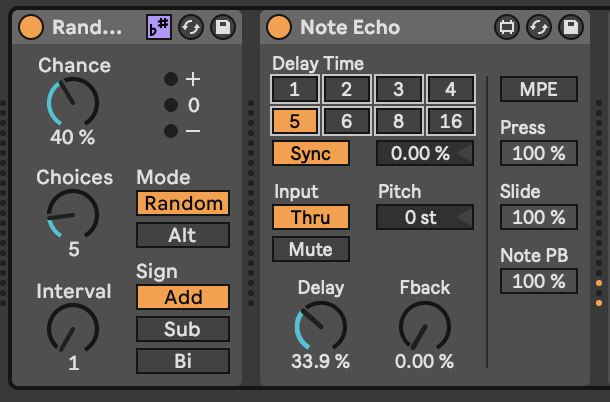 Rand...
♭#
Chance
40 %
+
0
−
Choices
5
Mode
Random
Alt
Interval
1
Sign
Add
Sub
Bi
Note Echo
Delay Time
1 2 3 4
5 6 8 16
Sync 0.00 %
Input
Thru
Mute
Pitch
0 st
Delay
33.9 %
Fback
0.00 %
MPE
Press
100 %
Slide
100 %
Note PB
100 %